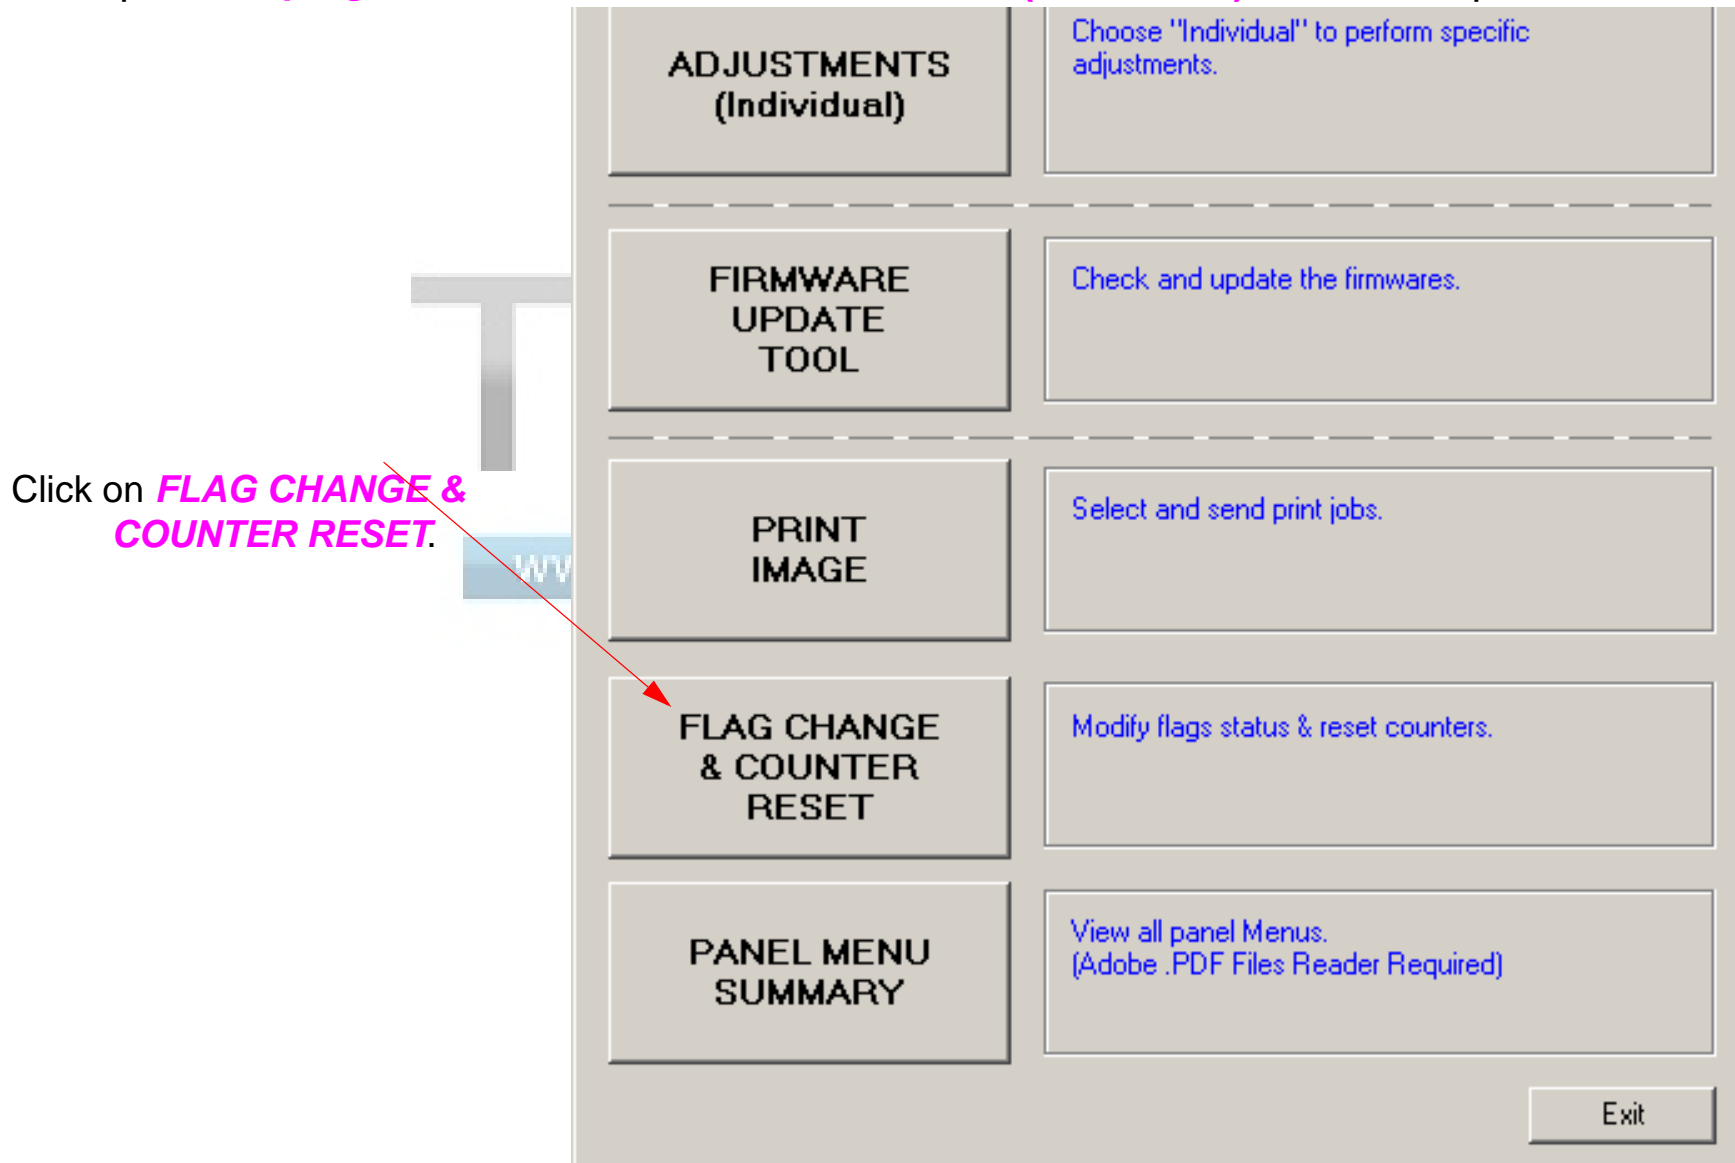 Choose "Individual" to perform specific
adjustments.
ADJUSTMENTS
(Individual)
FIRMWARE
UPDATE
TOOL
Check and update the firmwares.
Click on FLAG CHANGE &
COUNTER RESET.
PRINT
IMAGE
Select and send print jobs.
FLAG CHANGE
& COUNTER
RESET
Modify flags status & reset counters.
PANEL MENU
SUMMARY
View all panel Menus.
(Adobe .PDF Files Reader Required)
Exit